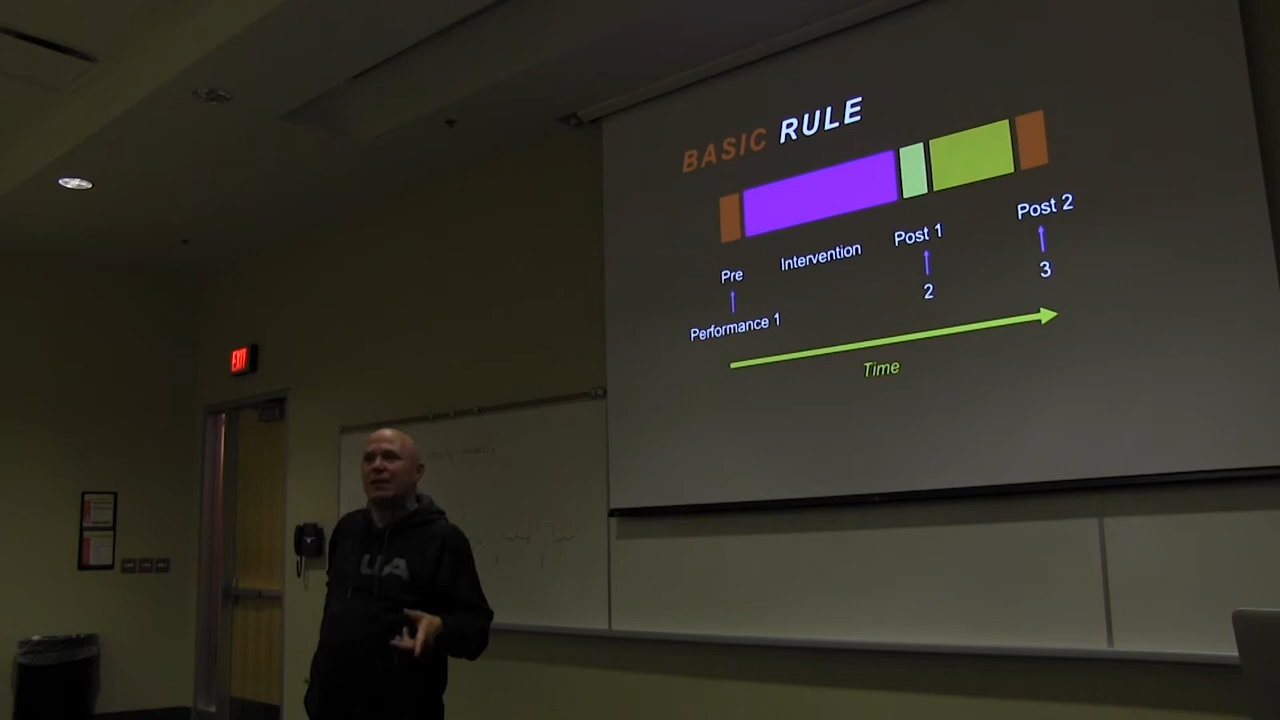 BASIC RULE
Pre
Intervention
Post 1
Post 2
Performance 1
2
3
Time
EXIT
UA